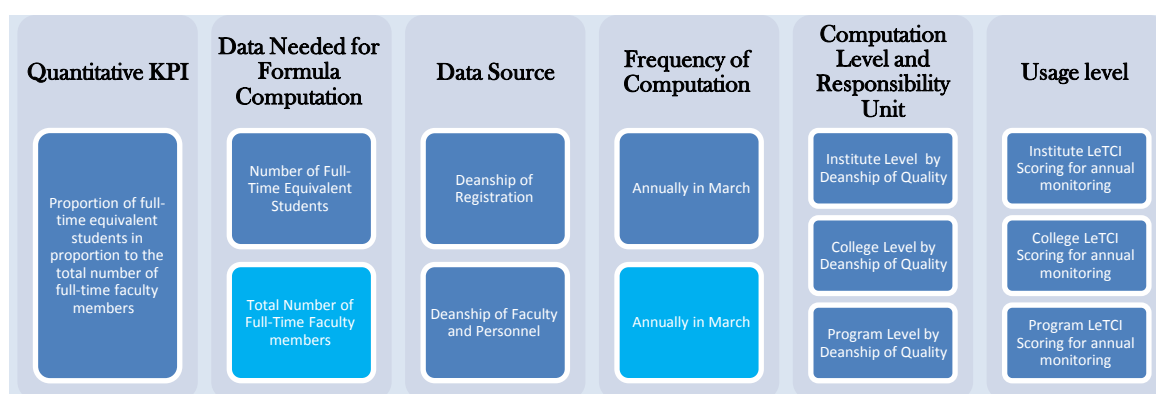 Quantitative KPI
Proportion of full-
time equivalent
students in
proportion to the
total number of
full-time faculty
members
Data Needed for
Formula
Computation
Number of Full-
Time Equivalent
Students
Total Number of
Full-Time Faculty
members
Data Source
Deanship of
Registration
Deanship of Faculty
and Personnel
Frequency of
Computation
Annually in March
Annually in March
Computation
Level and
Responsibility
Unit
Institute Level by
Deanship of Quality
College Level by
Deanship of Quality
Program Level by
Deanship of Quality
Usage level
Institute LeTCI
Scoring for annual
monitoring
College LeTCI
Scoring for annual
monitoring
Program LeTCI
Scoring for annual
monitoring